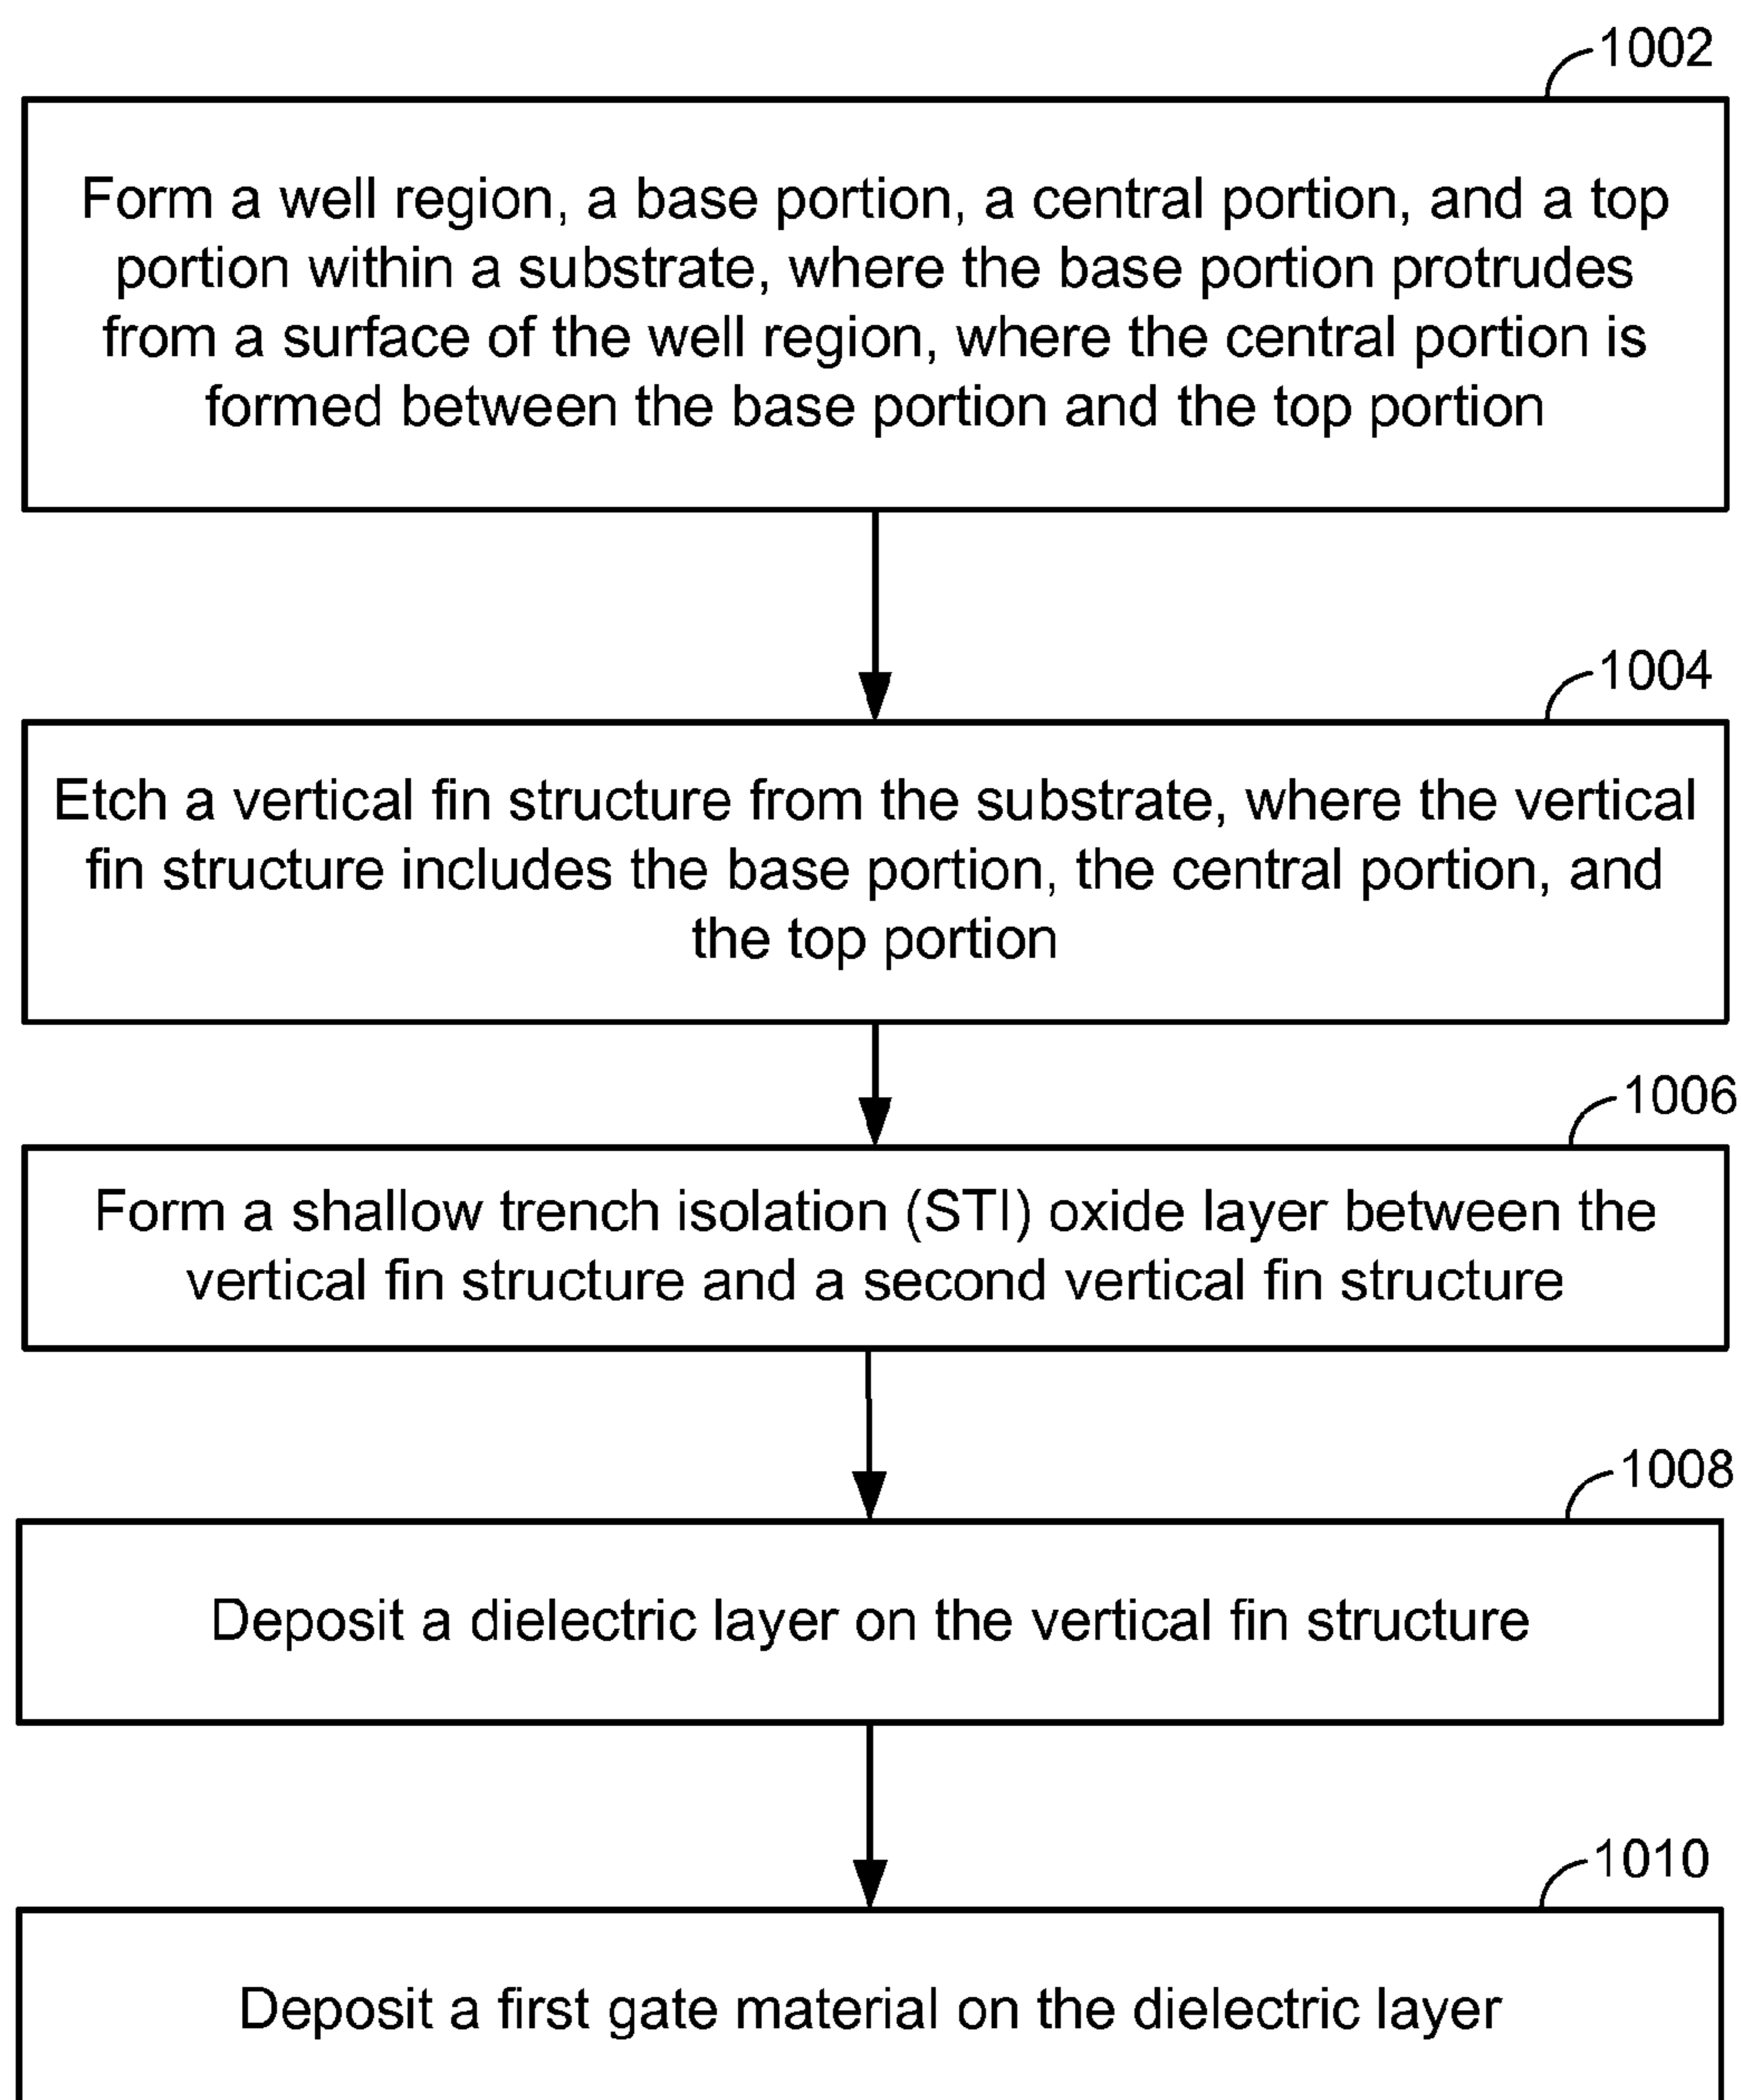 1002
Form a well region, a base portion, a central portion, and a top
portion within a substrate, where the base portion protrudes
from a surface of the well region, where the central portion is
formed between the base portion and the top portion
1004
Etch a vertical fin structure from the substrate, where the vertical
fin structure includes the base portion, the central portion, and
the top portion
1006
Form a shallow trench isolation (STI) oxide layer between the
vertical fin structure and a second vertical fin structure
1008
Deposit a dielectric layer on the vertical fin structure
1010
Deposit a first gate material on the dielectric layer